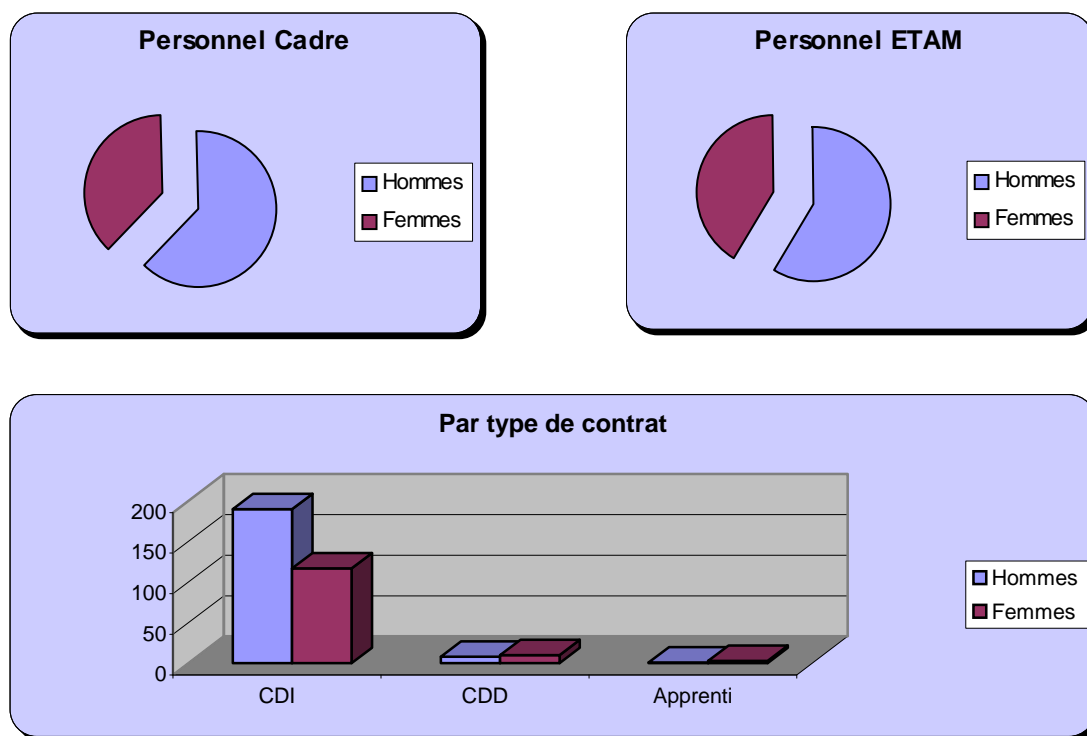 Personnel Cadre
Hommes
Femmes
Personnel ETAM
Hommes
Femmes
Par type de contrat
200
150
100
50
0
CDI
CDD
Apprenti
Hommes
Femmes